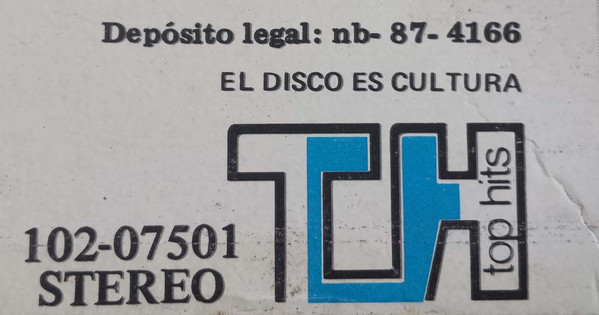 Depósito legal: nb- 87- 4166
EL DISCO ES CULTURA
TH
top hits
102-07501
STEREO